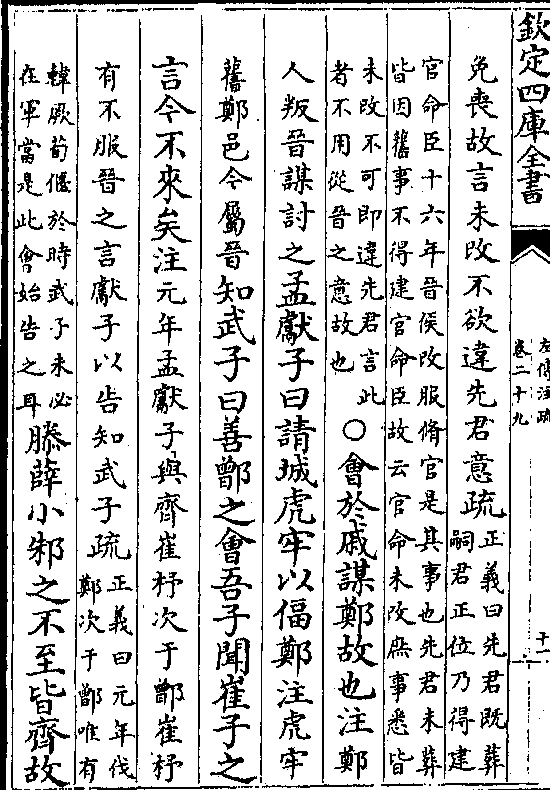 欽定四庫全書
左傳注疏
卷二十九
十一
免喪故言未改不欲違先君意疏正義曰先君既葬
嗣君正位乃得建
官命臣十六年晉侯改服脩官是其事也先君未葬
皆因舊事不得建官命臣故云官命未改庶事悉皆
未改不可即違先君言此
者不用從晉之意故也
○會於戚謀鄭故也注鄭
人叛晉謀討之孟獻子曰請城虎牢以偪鄭注虎牢
舊鄭邑今屬晉知武子曰善鄫之會吾子聞崔子之
言今不來矣注元年孟獻子與齊崔杼次于鄫崔杼
有不服晉之言獻子以告知武子疏正義曰元年伐
鄭次于鄫唯有
韓厥荀偃於時武子未必
在軍當是此會始告之耳
滕薛小邾之不至皆齊故